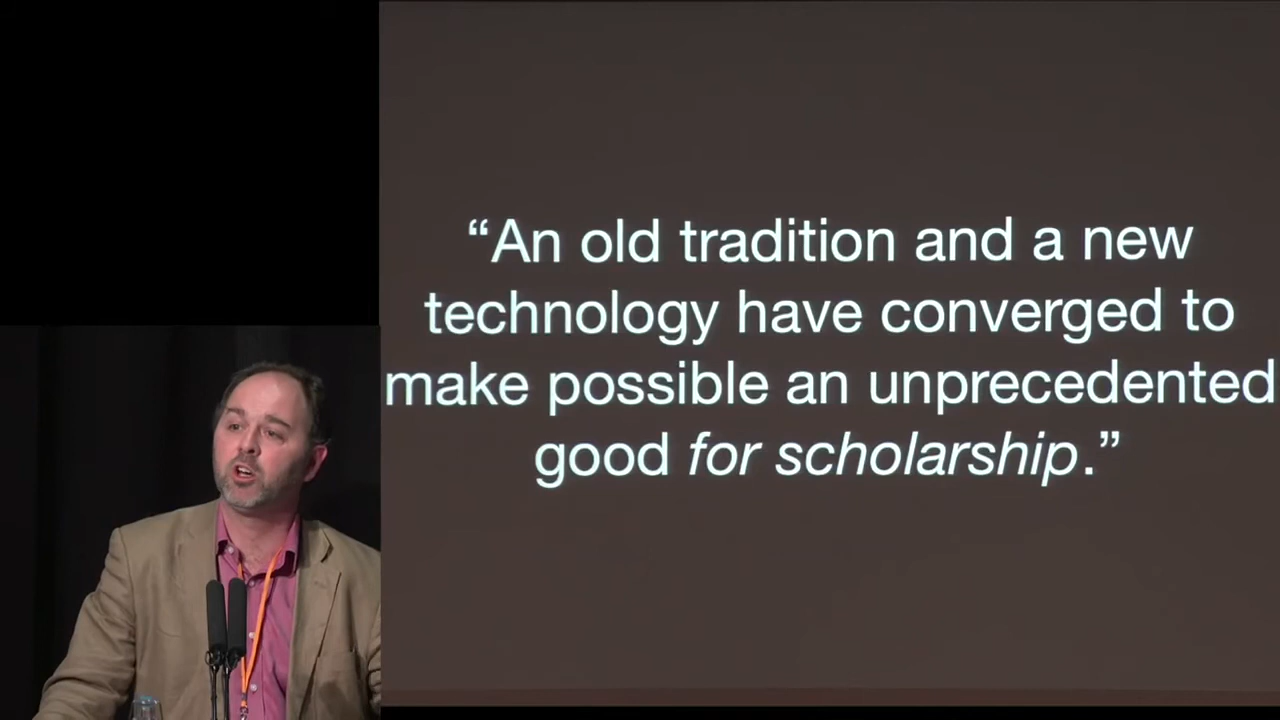 “An old tradition and a new
technology have converged to
make possible an unprecedented
good for scholarship.”